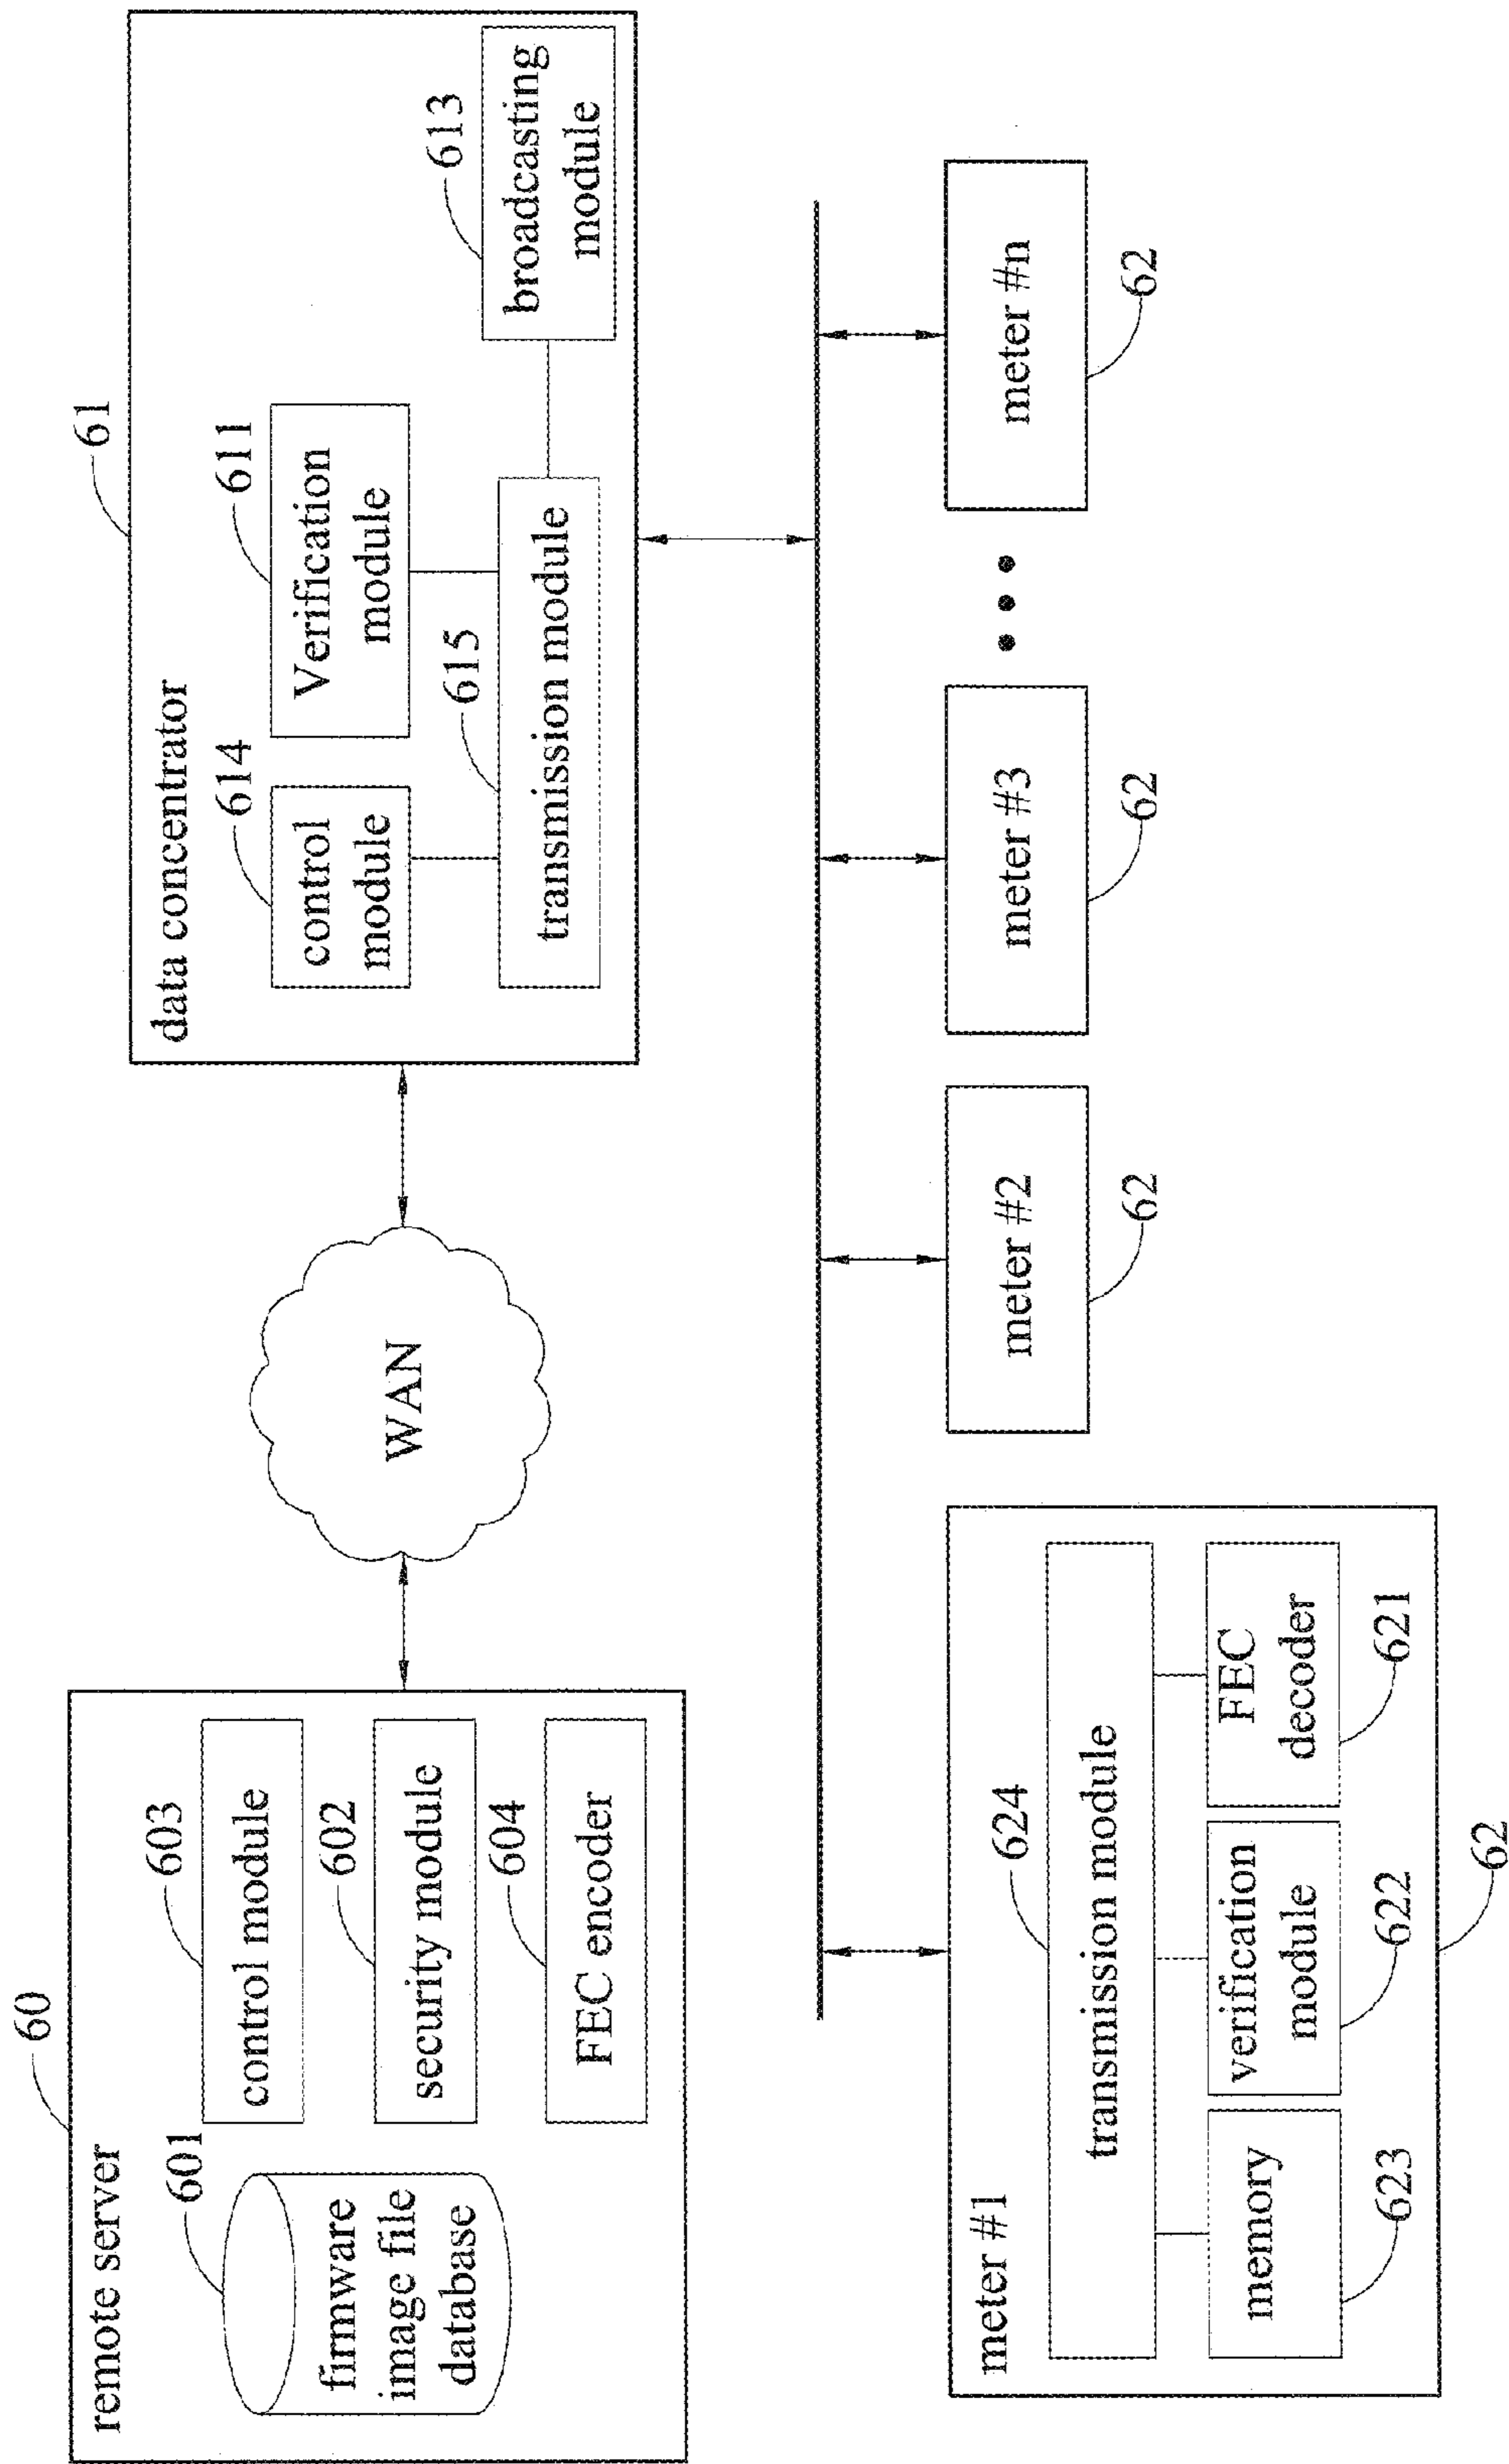 60
remote server
601
firmware
image file
database
603
control module
602
security module
604
FEC encoder
WAN
61
data concentrator
614
control
module
611
Verification
module
615
transmission module
613
broadcasting
module
meter #1
624
transmission module
memory
623
verification
module
622
FEC
decoder
621
62
meter #2
62
meter #3
62
meter #n
62